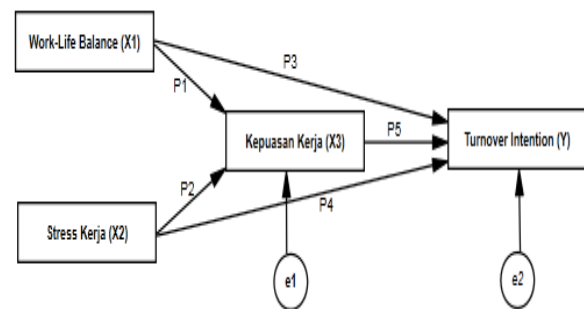 Work-Life Balance (X1)
P3
P1
Kepuasan Kerja (X3)
P5
Turnover Intention (Y)
P2
P4
Stress Kerja (X2)
e1
e2